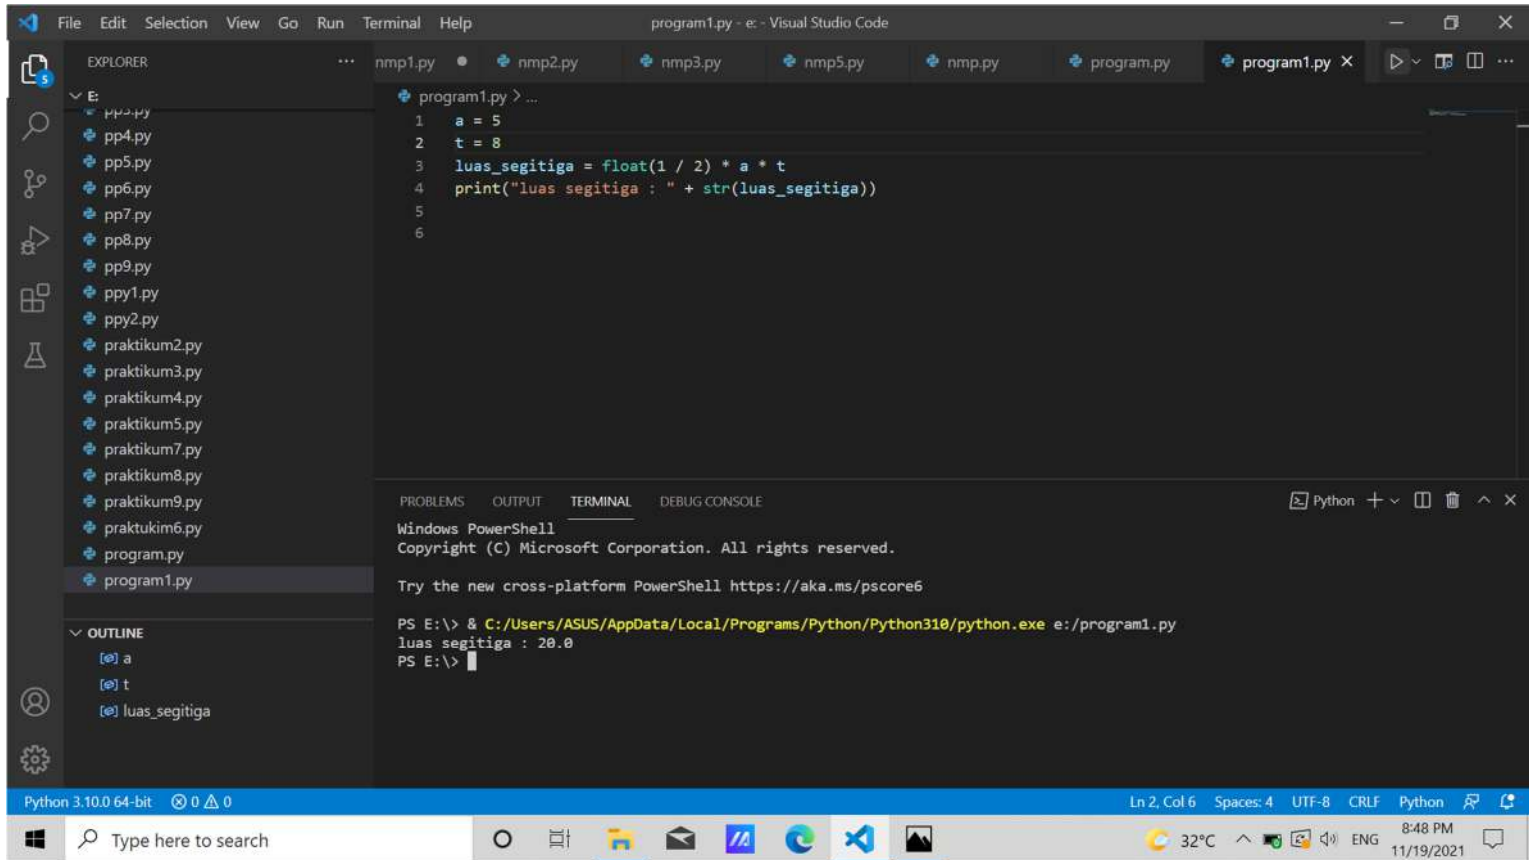 File Edit Selection View Go Run Terminal Help
program1.py - e: - Visual Studio Code
EXPLORER
nmp1.py nmp2.py nmp3.py nmp5.py nmp.py program.py program1.py
5
E:
program1.py > ...
pp3.py
pp4.py
pp5.py
pp6.py
pp7.py
pp8.py
pp9.py
ppy1.py
ppy2.py
praktikum2.py
praktikum3.py
praktikum4.py
praktikum5.py
praktikum7.py
praktikum8.py
praktikum9.py
praktukim6.py
program.py
program1.py
OUTLINE
a
t
luas_segitiga
1 a = 5
2 t = 8
3 luas_segitiga = float(1 / 2) * a * t
4 print("luas segitiga : " + str(luas_segitiga))
5
6
PROBLEMS OUTPUT TERMINAL DEBUG CONSOLE
Python
Windows PowerShell
Copyright (C) Microsoft Corporation. All rights reserved.
Try the new cross-platform PowerShell https://aka.ms/pscore6
PS E:\> & C:/Users/ASUS/AppData/Local/Programs/Python/Python310/python.exe e:/program1.py
luas segitiga : 20.0
PS E:\>
Python 3.10.0 64-bit 0 0
Ln 2, Col 6 Spaces: 4 UTF-8 CRLF Python
Type here to search
32°C ENG
8:48 PM
11/19/2021